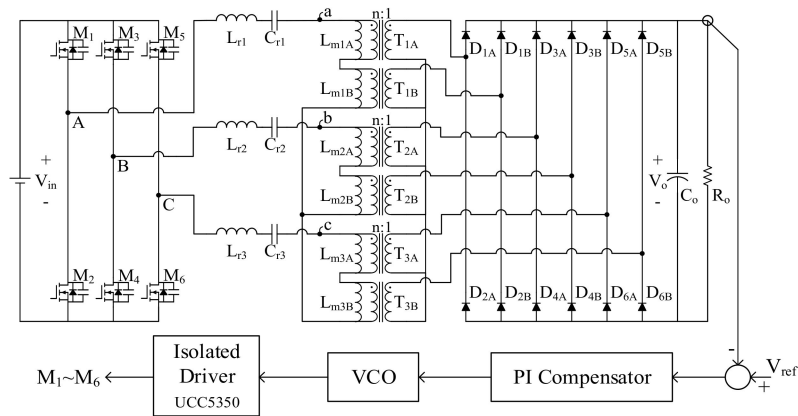 M1 M3 M5
A
B
C
M2 M4 M6
+
Vin
-
Lr1 Cr1
Lr2 Cr2
Lr3 Cr3
a
n:1
Lm1A T1A
Lm1B T1B
b
n:1
Lm2A T2A
Lm2B T2B
c
n:1
Lm3A T3A
Lm3B T3B
D1A D1B D3A D3B D5A D5B
D2A D2B D4A D4B D6A D6B
+
Vo
-
Co
Ro
M1~M6
Isolated
Driver
UCC5350
VCO
PI Compensator
-
Vref
+